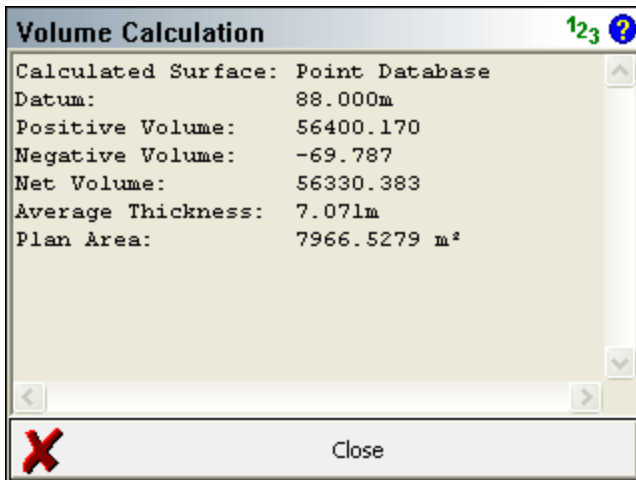 Volume Calculation 123 ?
Calculated Surface: Point Database
Datum: 88.000m
Positive Volume: 56400.170
Negative Volume: -69.787
Net Volume: 56330.383
Average Thickness: 7.071m
Plan Area: 7966.5279 m²
Close